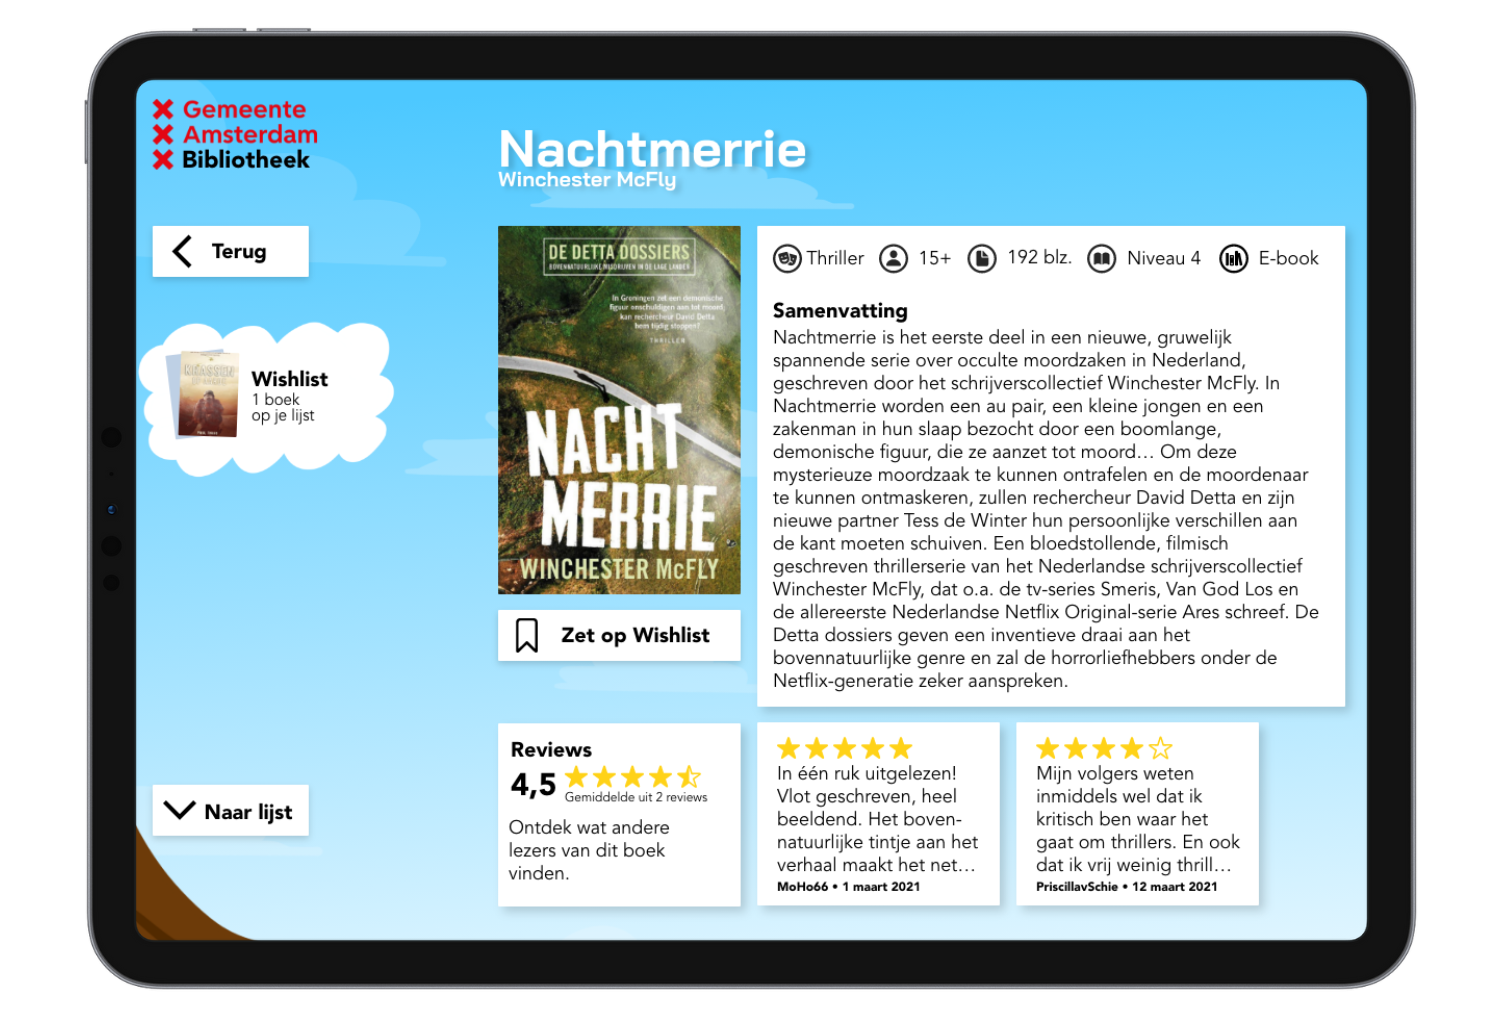 Gemeente
Amsterdam
Bibliotheek
Nachtmerrie
Winchester McFly
Terug
Wishlist
1 boek
op je lijst
Naar lijst
DE DETTA DOSSIERS
BOVENNATUURLIJKE MOORDEN IN DE LAGE LANDEN
In Groningen zet een demonische
figuur onschuldigen aan tot moord,
kan rechercheur David Detta
hem tijdig stoppen?
THRILLER
NACHT
MERRIE
WINCHESTER McFLY
Zet op Wishlist
Thriller 15+ 192 blz. Niveau 4 E-book
Samenvatting
Nachtmerrie is het eerste deel in een nieuwe, gruwelijk
spannende serie over occulte moordzaken in Nederland,
geschreven door het schrijverscollectief Winchester McFly. In
Nachtmerrie worden een au pair, een kleine jongen en een
zakenman in hun slaap bezocht door een boomlange,
demonische figuur, die ze aanzet tot moord… Om deze
mysterieuze moordzaak te kunnen ontrafelen en de moordenaar
te kunnen ontmaskeren, zullen rechercheur David Detta en zijn
nieuwe partner Tess de Winter hun persoonlijke verschillen aan
de kant moeten schuiven. Een bloedstollende, filmisch
geschreven thrillerserie van het Nederlandse schrijverscollectief
Winchester McFly, dat o.a. de tv-series Smeris, Van God Los en
de allereerste Nederlandse Netflix Original-serie Ares schreef. De
Detta dossiers geven een inventieve draai aan het
bovennatuurlijke genre en zal de horrorliefhebbers onder de
Netflix-generatie zeker aanspreken.
Reviews
4,5
Gemiddelde uit 2 reviews
Ontdek wat andere
lezers van dit boek
vinden.
In één ruk uitgelezen!
Vlot geschreven, heel
beeldend. Het boven-
natuurlijke tintje aan het
verhaal maakt het net…
MoHo66 • 1 maart 2021
Mijn volgers weten
inmiddels wel dat ik
kritisch ben waar het
gaat om thrillers. En ook
dat ik vrij weinig thrill…
PriscillavSchie • 12 maart 2021